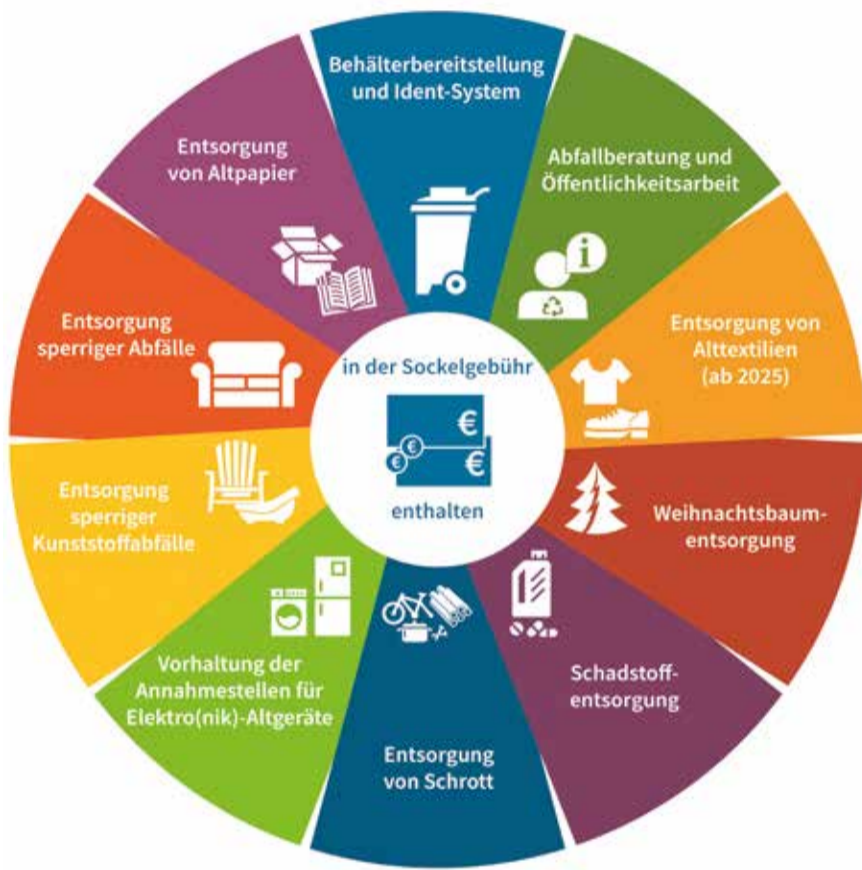 Behälterbereitstellung
und Ident-System
Abfallberatung und
Öffentlichkeitsarbeit
i
Entsorgung von
Alttextilien
(ab 2025)
Weihnachtsbaum-
entsorgung
Schadstoff-
entsorgung
Entsorgung
von Schrott
Vorhaltung der
Annahmestellen für
Elektro(nik)-Altgeräte
Entsorgung
sperriger
Kunststoffabfälle
Entsorgung
sperriger Abfälle
Entsorgung
von Altpapier
in der Sockelgebühr
€
€
€
€
enthalten